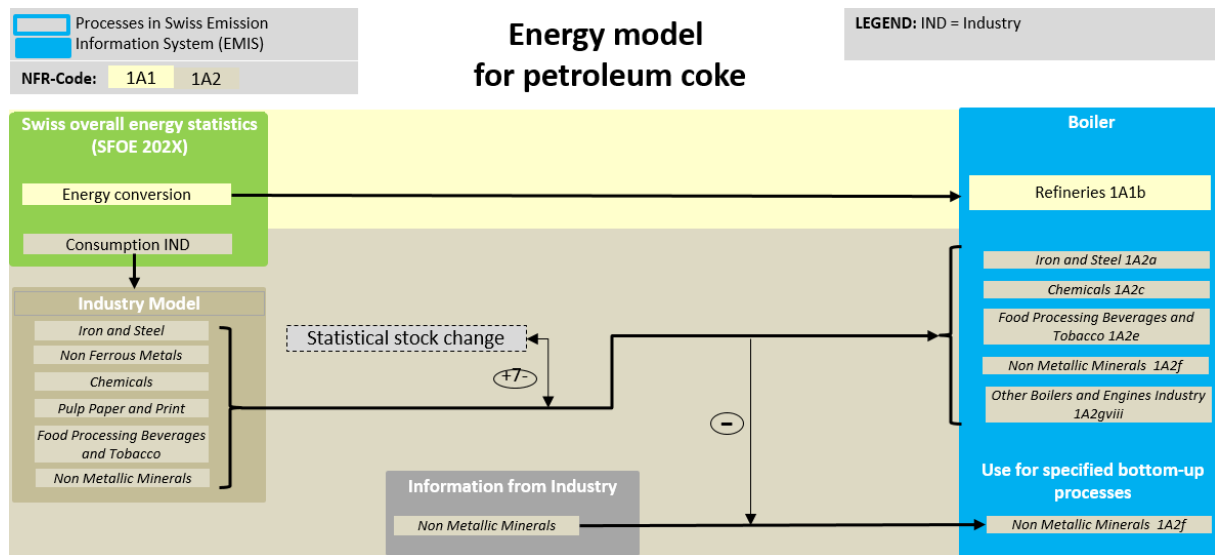 Processes in Swiss Emission
Information System (EMIS)
NFR-Code:
1A1
1A2
Energy model
for petroleum coke
LEGEND: IND = Industry
Swiss overall energy statistics
(SFOE 202X)
Energy conversion
Consumption IND
Industry Model
Iron and Steel
Non Ferrous Metals
Chemicals
Pulp Paper and Print
Food Processing Beverages
and Tobacco
Non Metallic Minerals
Statistical stock change
+7-
–
Information from Industry
Non Metallic Minerals
Boiler
Refineries 1A1b
Iron and Steel 1A2a
Chemicals 1A2c
Food Processing Beverages and
Tobacco 1A2e
Non Metallic Minerals 1A2f
Other Boilers and Engines Industry
1A2gviii
Use for specified bottom-up
processes
Non Metallic Minerals 1A2f